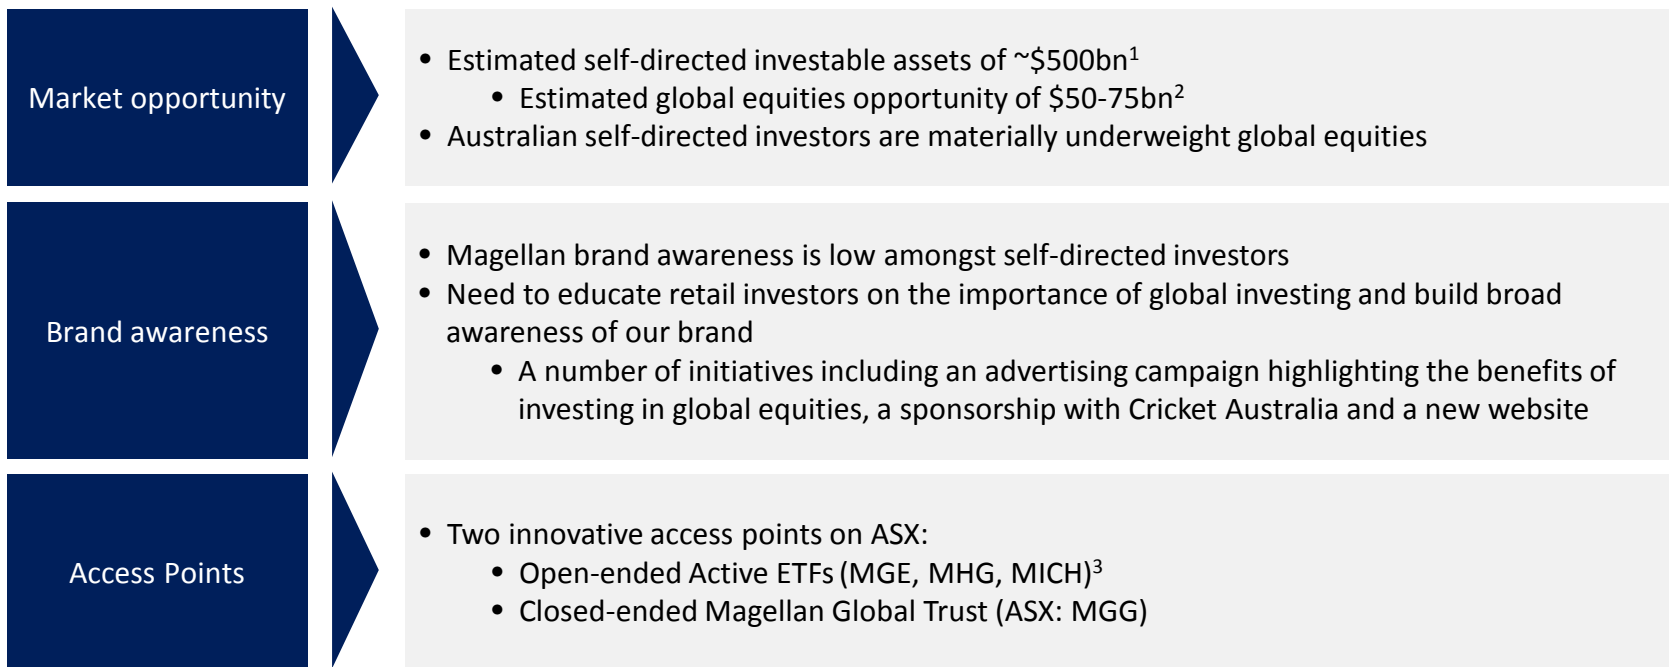 Market opportunity
• Estimated self-directed investable assets of ~$500bn¹
• Estimated global equities opportunity of $50-75bn²
• Australian self-directed investors are materially underweight global equities
Brand awareness
• Magellan brand awareness is low amongst self-directed investors
• Need to educate retail investors on the importance of global investing and build broad
awareness of our brand
• A number of initiatives including an advertising campaign highlighting the benefits of
investing in global equities, a sponsorship with Cricket Australia and a new website
Access Points
• Two innovative access points on ASX:
• Open-ended Active ETFs (MGE, MHG, MICH)³
• Closed-ended Magellan Global Trust (ASX: MGG)